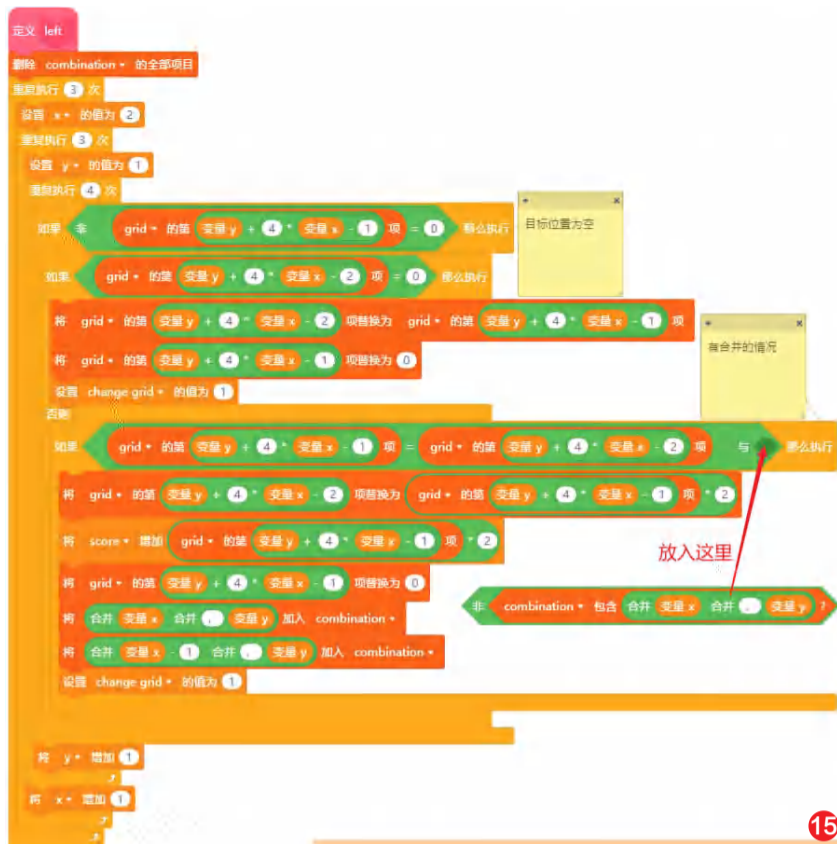 定义 left
删除 combination 的全部项目
重复执行 3 次
设置 x 的值为 2
重复执行 3 次
设置 y 的值为 1
重复执行 4 次
如果 非 grid 的第 变量 y + 4 * 变量 x - 1 项 = 0 那么执行
目标位置为空
如果 grid 的第 变量 y + 4 * 变量 x - 2 项 = 0 那么执行
将 grid 的第 变量 y + 4 * 变量 x - 2 项替换为 grid 的第 变量 y + 4 * 变量 x - 1 项
有合并的情况
将 grid 的第 变量 y + 4 * 变量 x - 1 项替换为 0
设置 change grid 的值为 1
否则
如果 grid 的第 变量 y + 4 * 变量 x - 1 项 = grid 的第 变量 y + 4 * 变量 x - 2 项 与 那么执行
将 grid 的第 变量 y + 4 * 变量 x - 2 项替换为 grid 的第 变量 y + 4 * 变量 x - 1 项 * 2
将 score 增加 grid 的第 变量 y + 4 * 变量 x - 1 项 * 2
放入这里
将 grid 的第 变量 y + 4 * 变量 x - 1 项替换为 0
非 combination 包含 合并 变量 x 合并 , 变量 y ?
将 合并 变量 x 合并 , 变量 y 加入 combination
将 合并 变量 x - 1 合并 , 变量 y 加入 combination
设置 change grid 的值为 1
将 y 增加 1
将 x 增加 1
15